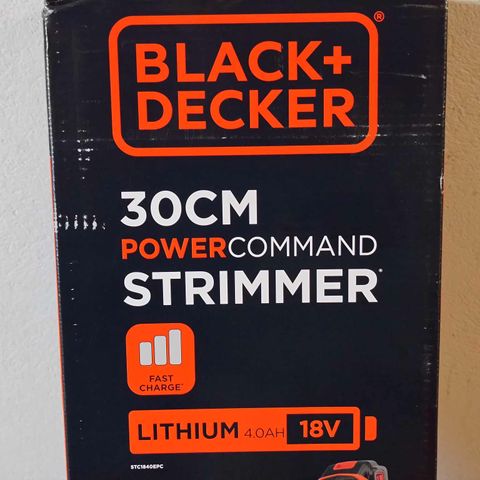 BLACK+
DECKER®
30CM
POWERCOMMAND
STRIMMER*
FAST
CHARGE*
LITHIUM 4.0AH 18V
STC1840EPC